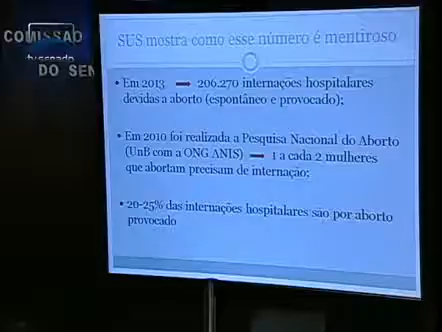 COMISSÃO
tv senado
DO SEN
SUS mostra como esse número é mentiroso
• Em 2013 → 206.270 internações hospitalares
devidas a aborto (espontâneo e provocado);
• Em 2010 foi realizada a Pesquisa Nacional do Aborto
(UnB com a ONG ANIS) → 1 a cada 2 mulheres
que abortam precisam de internação;
• 20-25% das internações hospitalares são por aborto
provocado